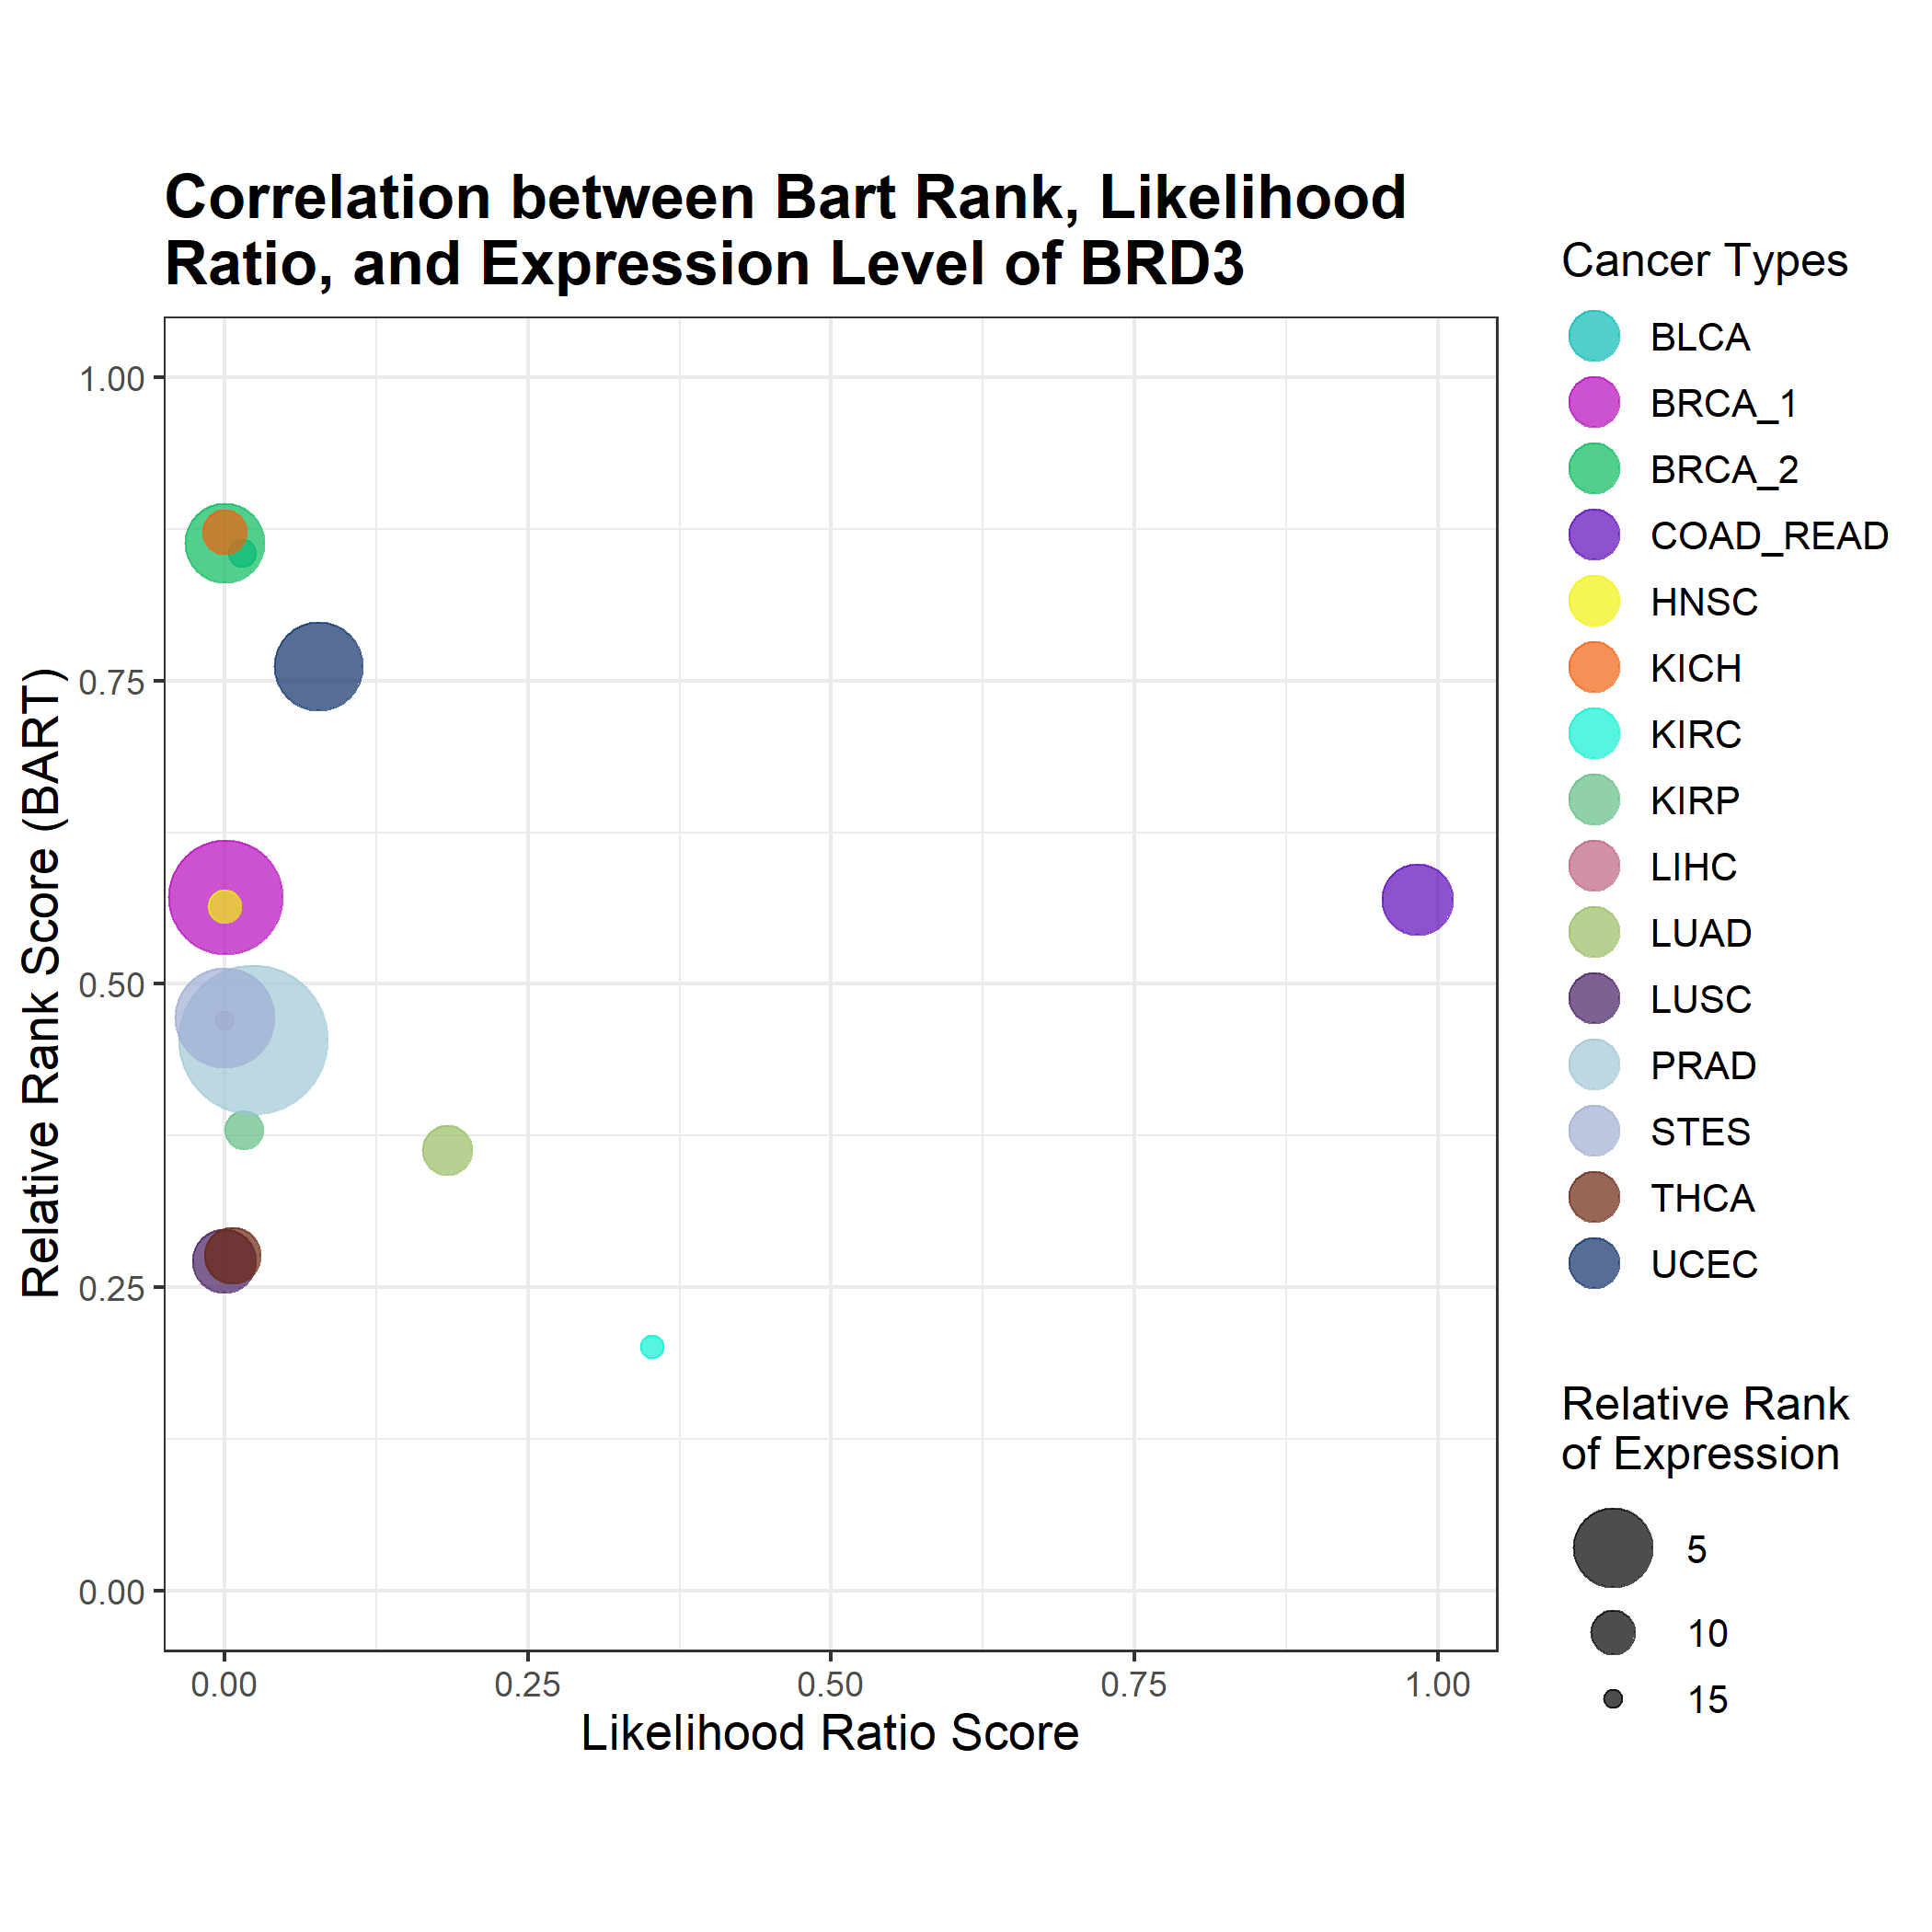 Correlation between Bart Rank, Likelihood
Ratio, and Expression Level of BRD3
Relative Rank Score (BART)
1.00
0.75
0.50
0.25
0.00
0.00
0.25
0.50
0.75
1.00
Likelihood Ratio Score
Cancer Types
BLCA
BRCA_1
BRCA_2
COAD_READ
HNSC
KICH
KIRC
KIRP
LIHC
LUAD
LUSC
PRAD
STES
THCA
UCEC
Relative Rank
of Expression
5
10
15